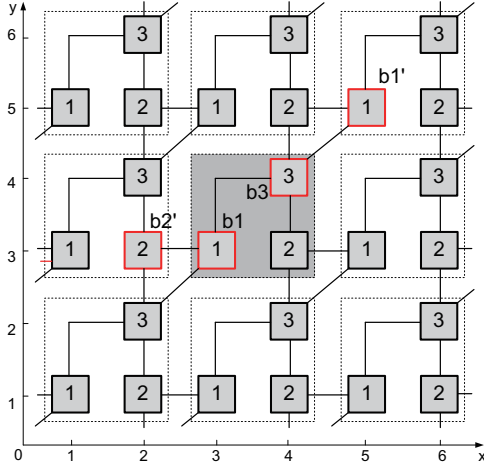 y
6 3 3 3
b1'
5 1 2 1 2 1 2
4 3 3 3
b3
b2' b1
3 1 2 1 2 1 2
2 3 3 3
1 1 2 1 2 1 2
0 1 2 3 4 5 6 x